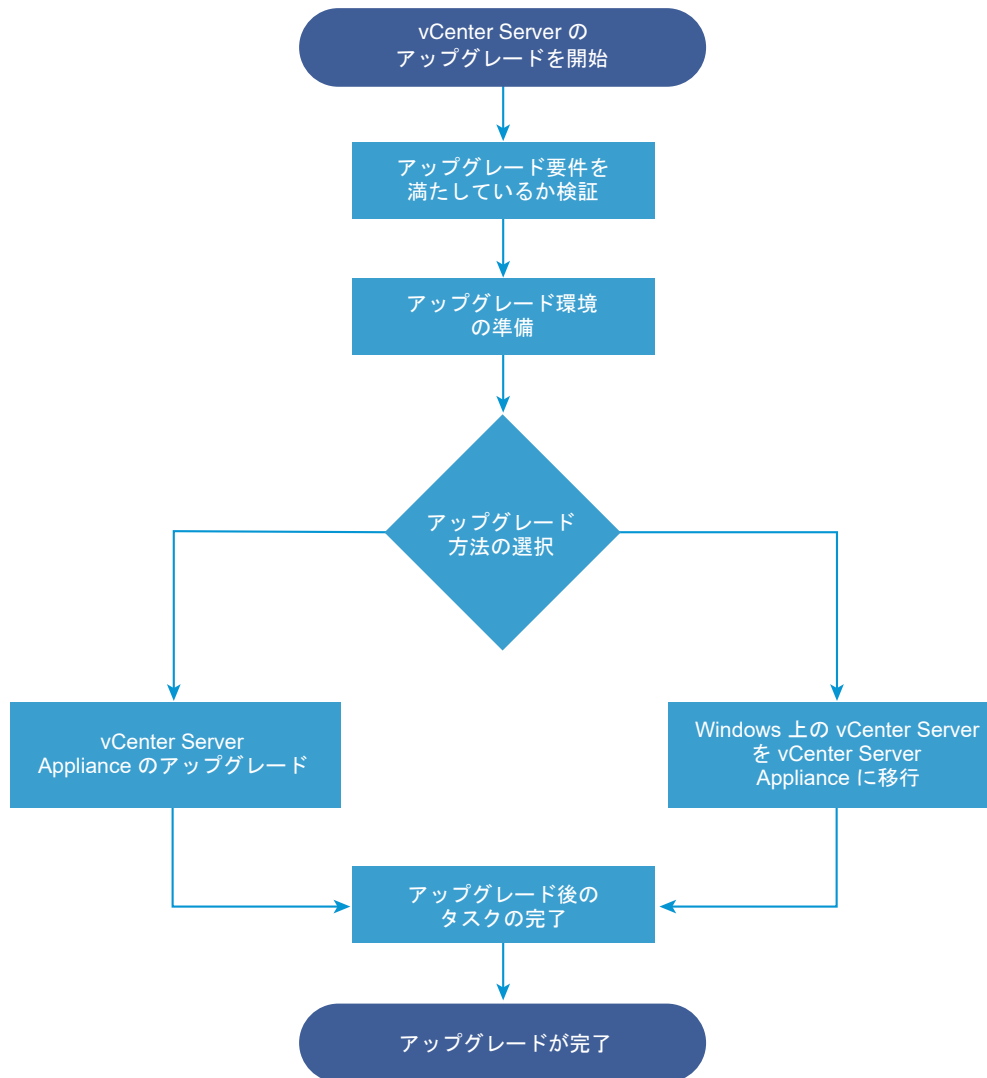 vCenter Server の
アップグレードを開始
アップグレード要件を
満たしているか検証
アップグレード環境
の準備
アップグレード
方法の選択
vCenter Server
Appliance のアップグレード
Windows 上の vCenter Server
を vCenter Server
Appliance に移行
アップグレード後の
タスクの完了
アップグレードが完了